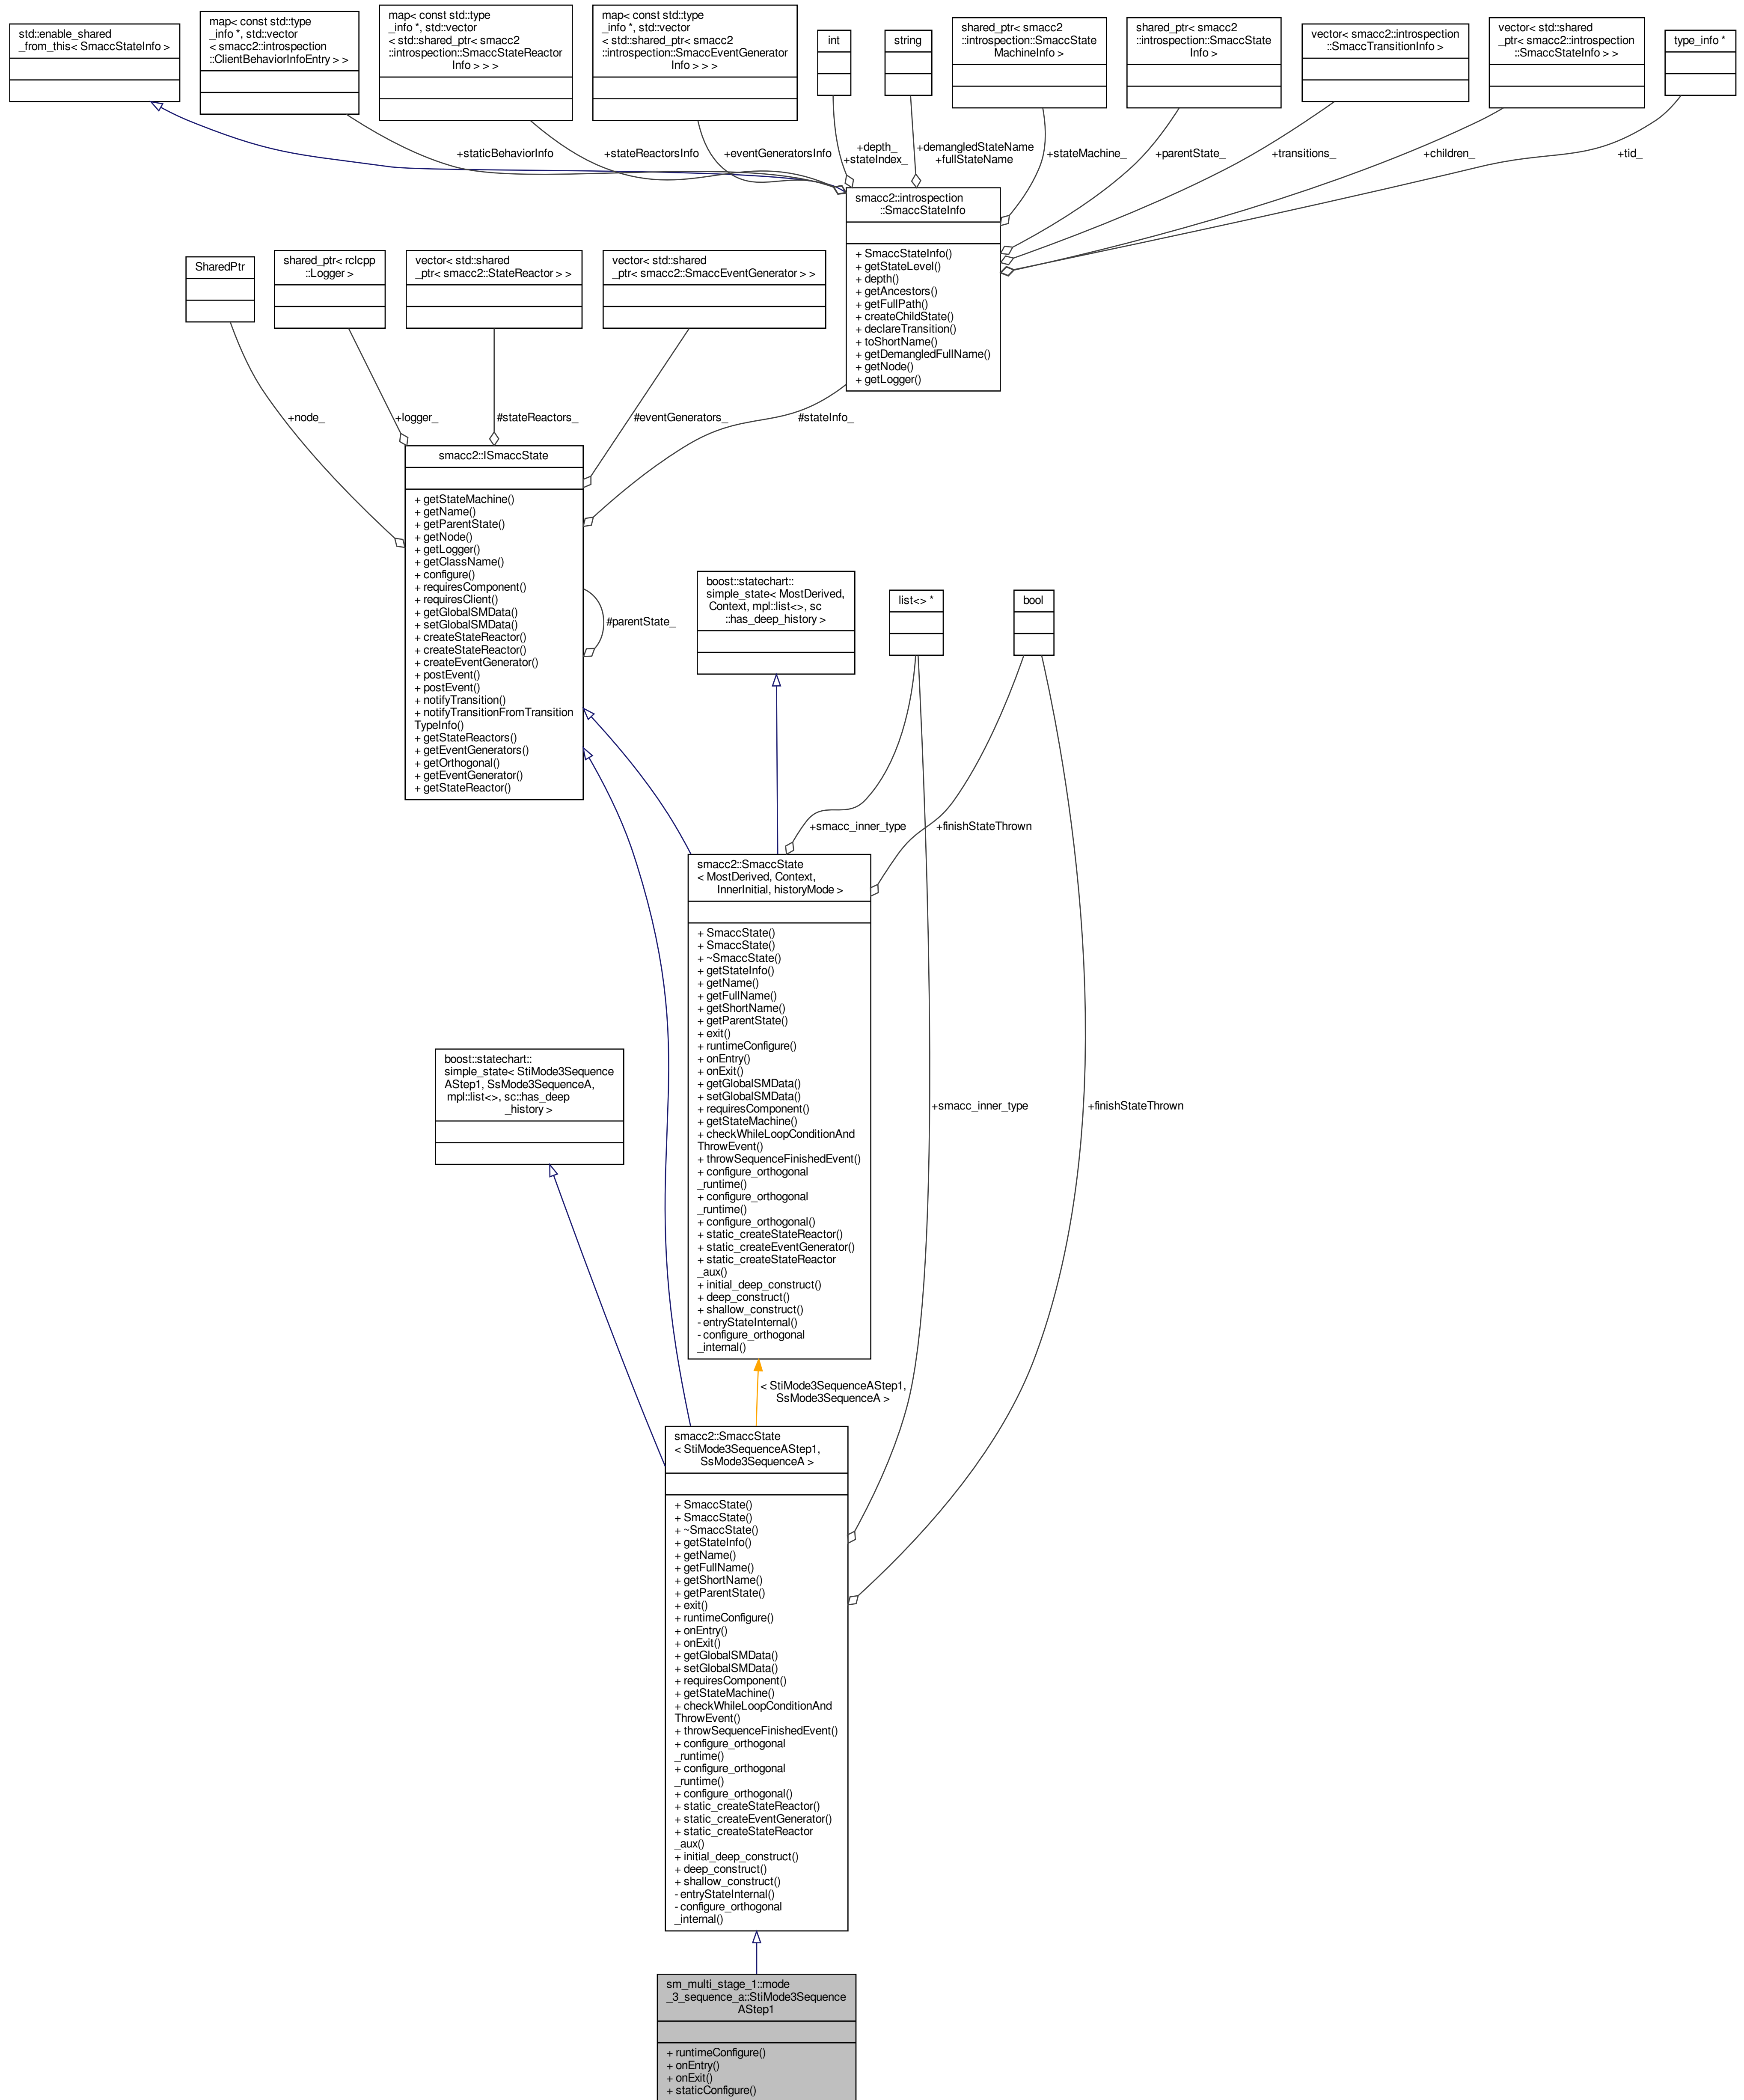 std::enable_shared
_from_this< SmaccStateInfo >
map< const std::type
_info *, std::vector
< smacc2::introspection
::ClientBehaviorInfoEntry > >
map< const std::type
_info *, std::vector
< std::shared_ptr< smacc2
::introspection::SmaccStateReactor
Info > > >
map< const std::type
_info *, std::vector
< std::shared_ptr< smacc2
::introspection::SmaccEventGenerator
Info > > >
int
string
shared_ptr< smacc2
::introspection::SmaccState
MachineInfo >
shared_ptr< smacc2
::introspection::SmaccState
Info >
vector< smacc2::introspection
::SmaccTransitionInfo >
vector< std::shared
_ptr< smacc2::introspection
::SmaccStateInfo > >
type_info *
+staticBehaviorInfo
+stateReactorsInfo
+eventGeneratorsInfo
+depth_
+stateIndex_
+demangledStateName
+fullStateName
+stateMachine_
+parentState_
+transitions_
+children_
+tid_
smacc2::introspection
::SmaccStateInfo
+ SmaccStateInfo()
+ getStateLevel()
+ depth()
+ getAncestors()
+ getFullPath()
+ createChildState()
+ declareTransition()
+ toShortName()
+ getDemangledFullName()
+ getNode()
+ getLogger()
SharedPtr
shared_ptr< rclcpp
::Logger >
vector< std::shared
_ptr< smacc2::StateReactor > >
vector< std::shared
_ptr< smacc2::SmaccEventGenerator > >
+node_
+logger_
#stateReactors_
#eventGenerators_
#stateInfo_
smacc2::ISmaccState
+ getStateMachine()
+ getName()
+ getParentState()
+ getNode()
+ getLogger()
+ getClassName()
+ configure()
+ requiresComponent()
+ requiresClient()
+ getGlobalSMData()
+ setGlobalSMData()
+ createStateReactor()
+ createStateReactor()
+ createEventGenerator()
+ postEvent()
+ postEvent()
+ notifyTransition()
+ notifyTransitionFromTransition
TypeInfo()
+ getStateReactors()
+ getEventGenerators()
+ getOrthogonal()
+ getEventGenerator()
+ getStateReactor()
#parentState_
boost::statechart::
simple_state< MostDerived,
Context, mpl::list<>, sc
::has_deep_history >
list<> *
bool
+smacc_inner_type
+finishStateThrown
smacc2::SmaccState
< MostDerived, Context,
InnerInitial, historyMode >
+ SmaccState()
+ SmaccState()
+ ~SmaccState()
+ getStateInfo()
+ getName()
+ getFullName()
+ getShortName()
+ getParentState()
+ exit()
+ runtimeConfigure()
+ onEntry()
+ onExit()
+ getGlobalSMData()
+ setGlobalSMData()
+ requiresComponent()
+ getStateMachine()
+ checkWhileLoopConditionAnd
ThrowEvent()
+ throwSequenceFinishedEvent()
+ configure_orthogonal
_runtime()
+ configure_orthogonal
_runtime()
+ configure_orthogonal()
+ static_createStateReactor()
+ static_createEventGenerator()
+ static_createStateReactor
_aux()
+ initial_deep_construct()
+ deep_construct()
+ shallow_construct()
- entryStateInternal()
- configure_orthogonal
_internal()
boost::statechart::
simple_state< StiMode3Sequence
AStep1, SsMode3SequenceA,
mpl::list<>, sc::has_deep
_history >
+smacc_inner_type
+finishStateThrown
< StiMode3SequenceAStep1,
SsMode3SequenceA >
smacc2::SmaccState
< StiMode3SequenceAStep1,
SsMode3SequenceA >
+ SmaccState()
+ SmaccState()
+ ~SmaccState()
+ getStateInfo()
+ getName()
+ getFullName()
+ getShortName()
+ getParentState()
+ exit()
+ runtimeConfigure()
+ onEntry()
+ onExit()
+ getGlobalSMData()
+ setGlobalSMData()
+ requiresComponent()
+ getStateMachine()
+ checkWhileLoopConditionAnd
ThrowEvent()
+ throwSequenceFinishedEvent()
+ configure_orthogonal
_runtime()
+ configure_orthogonal
_runtime()
+ configure_orthogonal()
+ static_createStateReactor()
+ static_createEventGenerator()
+ static_createStateReactor
_aux()
+ initial_deep_construct()
+ deep_construct()
+ shallow_construct()
- entryStateInternal()
- configure_orthogonal
_internal()
sm_multi_stage_1::mode
_3_sequence_a::StiMode3Sequence
AStep1
+ runtimeConfigure()
+ onEntry()
+ onExit()
+ staticConfigure()